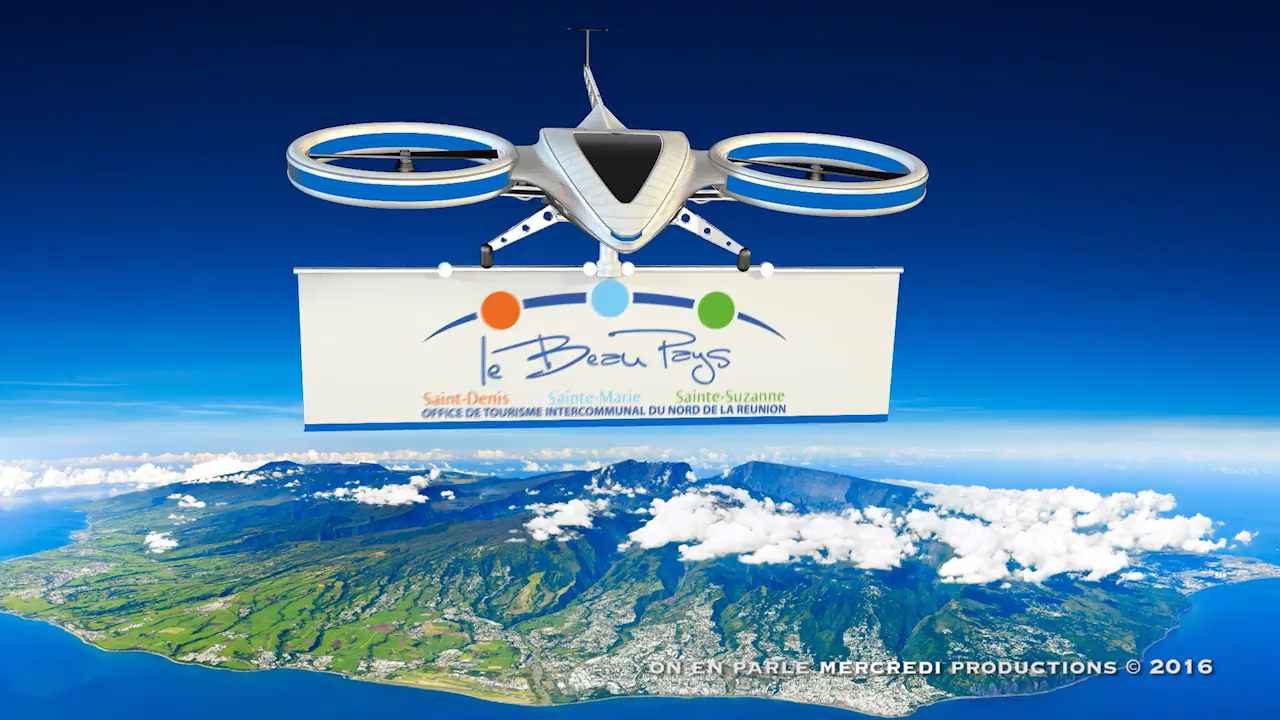 le Beau Pays
Saint-Denis Sainte-Marie Sainte-Suzanne
OFFICE DE TOURISME INTERCOMMUNAL DU NORD DE LA REUNION
ON EN PARLE MERCREDI PRODUCTIONS © 2016